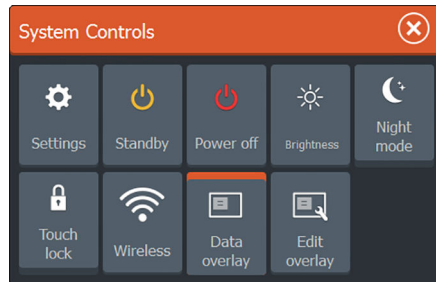 System Controls
Settings
Standby
Power off
Brightness
Night
mode
Touch
lock
Wireless
Data
overlay
Edit
overlay